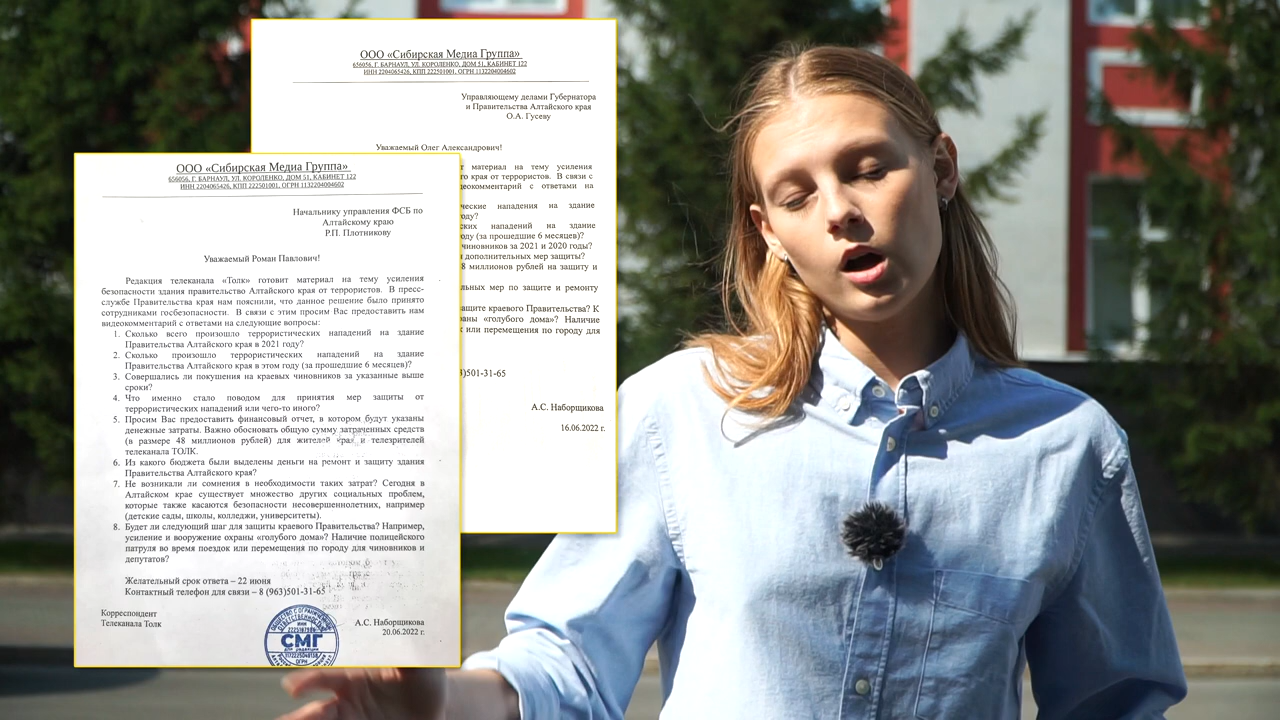 ООО «Сибирская Медиа Группа»
656056, Г. БАРНАУЛ, УЛ. КОРОЛЕНКО, ДОМ 51, КАБИНЕТ 122
ИНН 2204065426, КПП 222501001, ОГРН 1132204004602
Управляющему делами Губернатора
и Правительства Алтайского края
О.А. Гусеву
Уважаемый Олег Александрович!
материал на тему усиления
края от террористов. В связи с
с ответами на
нападения на здание
нападений на здание
(за прошедшие 6 месяцев)?
чиновников за 2021 и 2020 годы?
дополнительных мер защиты?
миллионов рублей на защиту и
мер по защите и ремонту
защите краевого Правительства? К
«голубого дома»? Наличие
или перемещения по городу для
501-31-65
А.С. Наборщикова
16.06.2022 г.
ООО «Сибирская Медиа Группа»
656056, Г. БАРНАУЛ, УЛ. КОРОЛЕНКО, ДОМ 51, КАБИНЕТ 122
ИНН 2204065426, КПП 222501001, ОГРН 1132204004602
Начальнику управления ФСБ по
Алтайскому краю
Р.П. Плотникову
Уважаемый Роман Павлович!
Редакция телеканала «Толк» готовит материал на тему усиления
безопасности здания правительство Алтайского края от террористов. В пресс-
службе Правительства края нам пояснили, что данное решение было принято
сотрудниками госбезопасности. В связи с этим просим Вас предоставить нам
видеокомментарий с ответами на следующие вопросы:
1. Сколько всего произошло террористических нападений на здание
Правительства Алтайского края в 2021 году?
2. Сколько произошло террористических нападений на здание
Правительства Алтайского края в этом году (за прошедшие 6 месяцев)?
3. Совершались ли покушения на краевых чиновников за указанные выше
сроки?
4. Что именно стало поводом для принятия мер защиты от
террористических нападений или чего-то иного?
5. Просим Вас предоставить финансовый отчет, в котором будут указаны
денежные затраты. Важно обосновать общую сумму затраченных средств
(в размере 48 миллионов рублей) для жителей края и телезрителей
телеканала ТОЛК.
6. Из какого бюджета были выделены деньги на ремонт и защиту здания
Правительства Алтайского края?
7. Не возникали ли сомнения в необходимости таких затрат? Сегодня в
Алтайском крае существует множество других социальных проблем,
которые также касаются безопасности несовершеннолетних, например
(детские сады, школы, колледжи, университеты).
8. Будет ли следующий шаг для защиты краевого Правительства? Например,
усиление и вооружение охраны «голубого дома»? Наличие полицейского
патруля во время поездок или перемещения по городу для чиновников и
депутатов?
Желательный срок ответа – 22 июня
Контактный телефон для связи – 8 (963)501-31-65
Корреспондент
Телеканала Толк
А.С. Наборщикова
20.06.2022 г.
СМГ